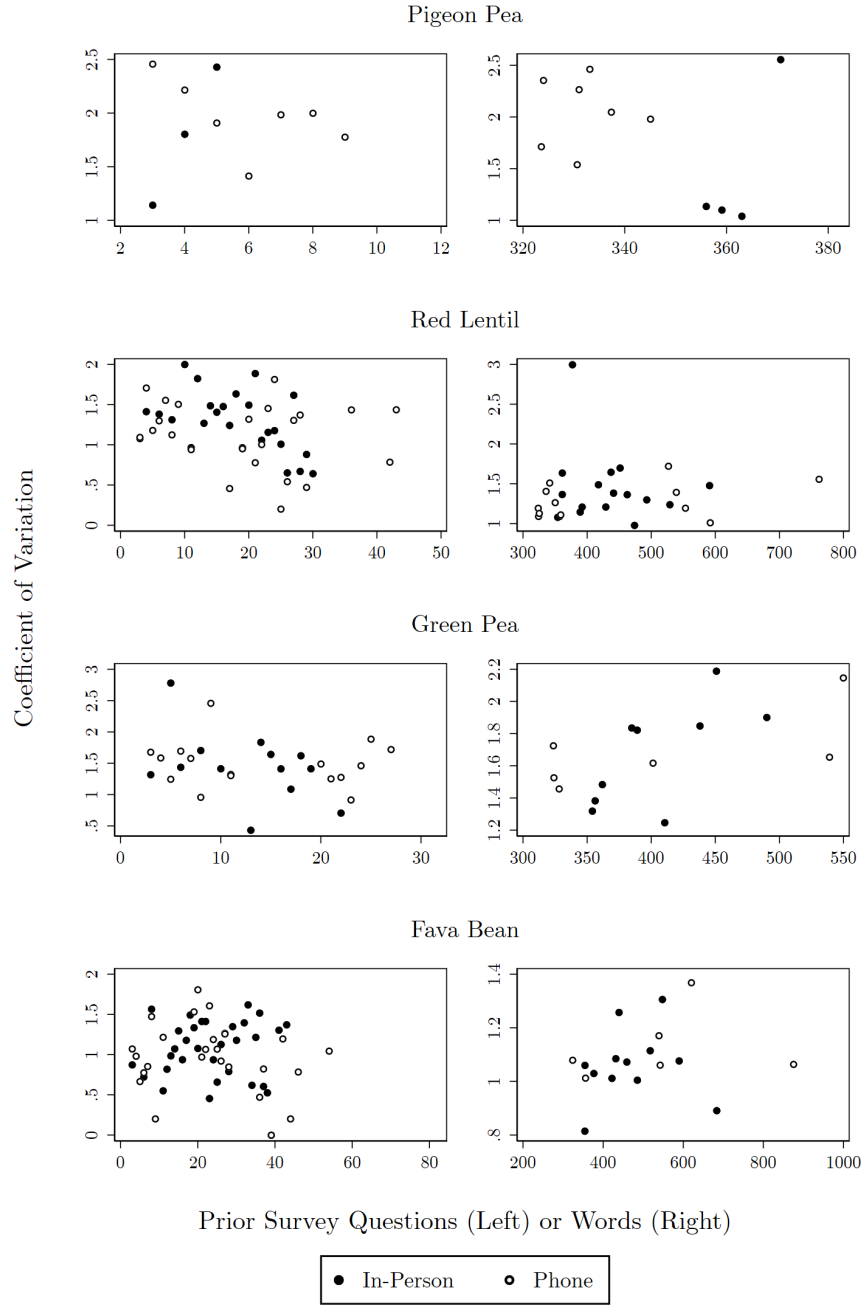 Pigeon Pea
2.5
2
1.5
1
2 4 6 8 10 12
2.5
2
1.5
1
320 340 360 380
Red Lentil
2
1.5
1
.5
0
0 10 20 30 40 50
3
2
1
300 400 500 600 700 800
Green Pea
3
2.5
2
1.5
1
.5
0 10 20 30
2.2
2
1.8
1.6
1.4
1.2
300 350 400 450 500 550
Fava Bean
2
1.5
1
.5
0
0 20 40 60 80
1.4
1.2
1
.8
200 400 600 800 1000
Coefficient of Variation
Prior Survey Questions (Left) or Words (Right)
In-Person Phone